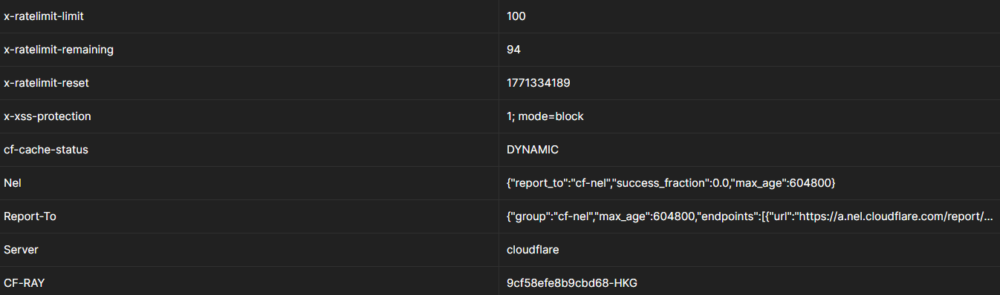 x-ratelimit-limit 100
x-ratelimit-remaining 94
x-ratelimit-reset 1771334189
x-xss-protection 1; mode=block
cf-cache-status DYNAMIC
Nel {"report_to":"cf-nel","success_fraction":0.0,"max_age":604800}
Report-To {"group":"cf-nel","max_age":604800,"endpoints":[{"url":"https://a.nel.cloudflare.com/report/...
Server cloudflare
CF-RAY 9cf58efe8b9cbd68-HKG